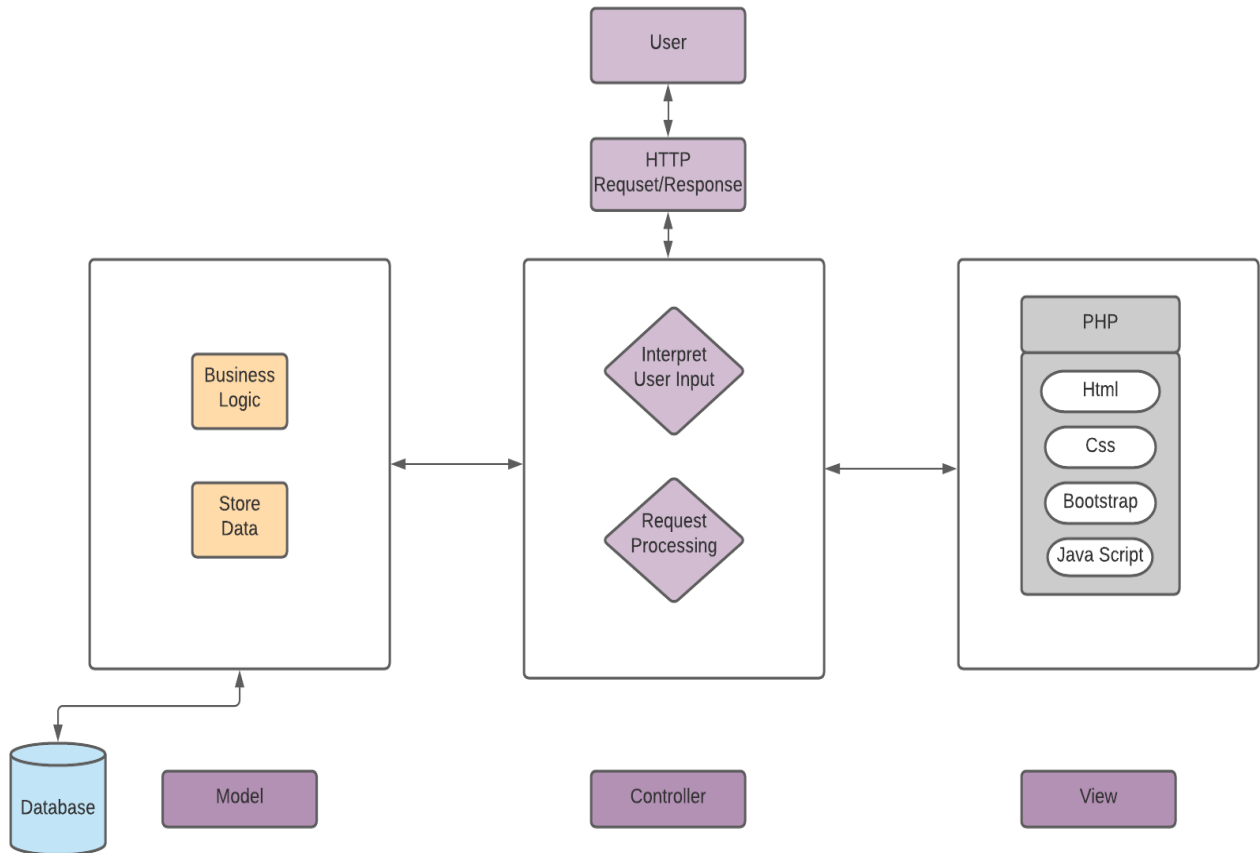 User
HTTP
Requset/Response
Business
Logic
Store
Data
Interpret
User Input
Request
Processing
PHP
Html
Css
Bootstrap
Java Script
Database
Model
Controller
View